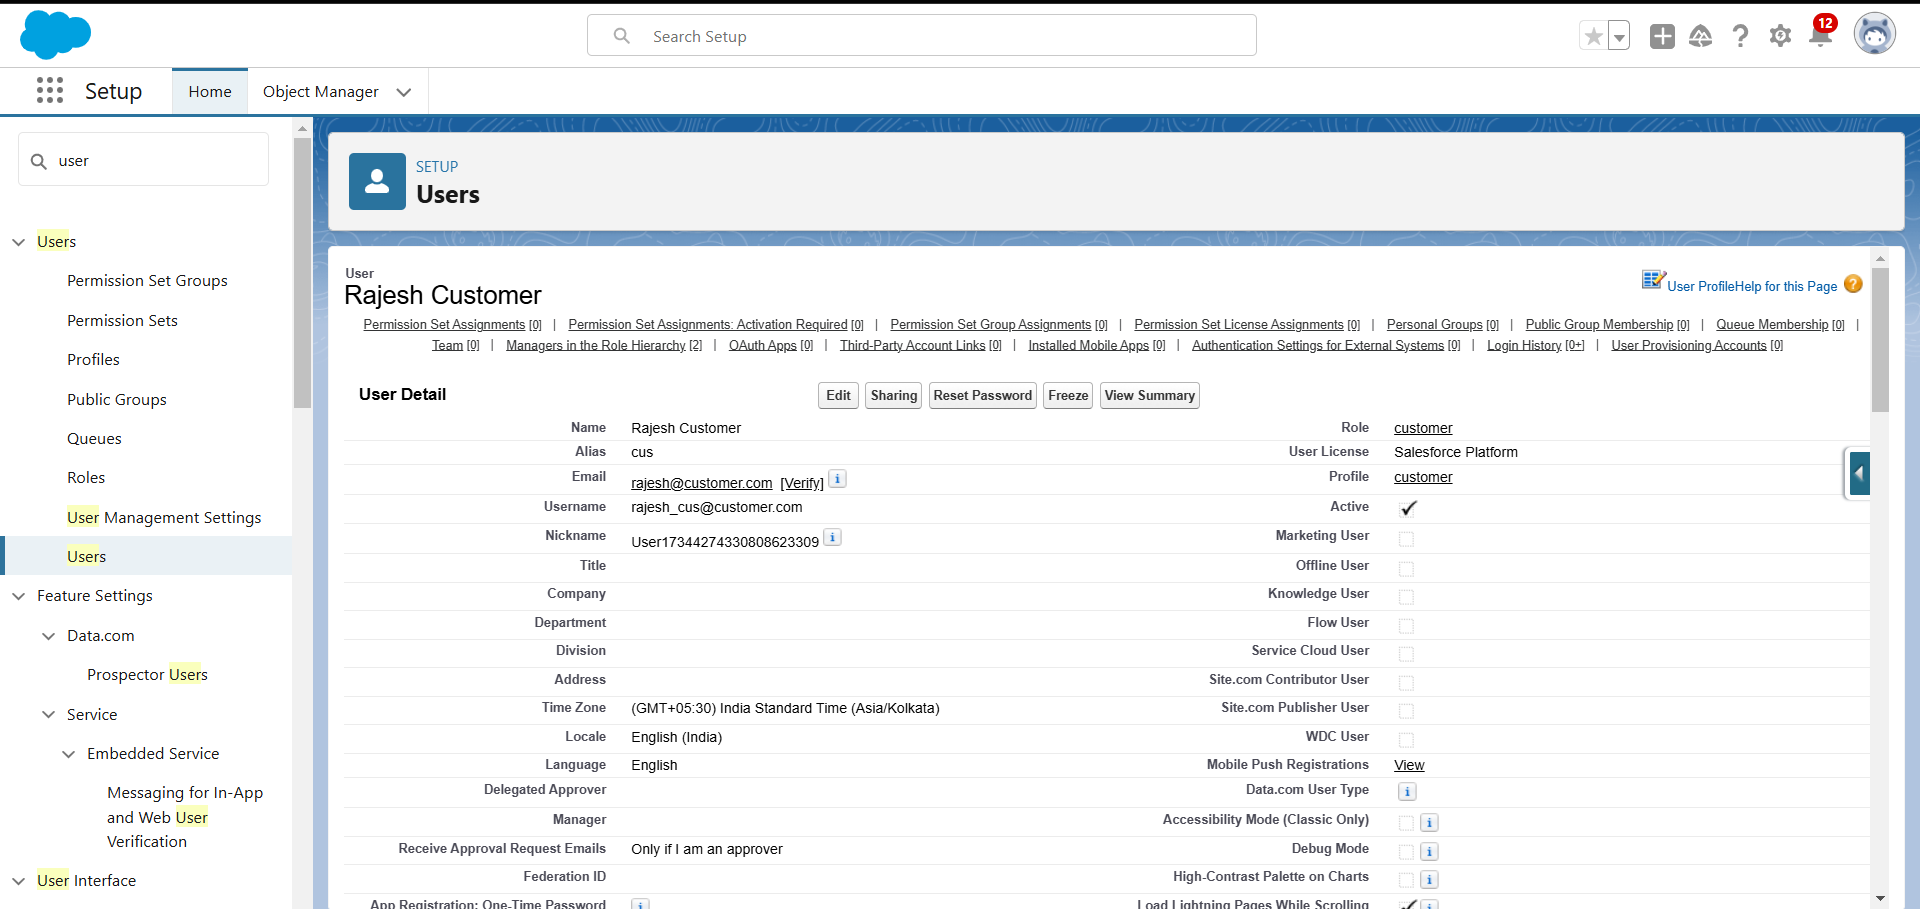 Search Setup
12
Setup
Home
Object Manager
user
Users
Permission Set Groups
Permission Sets
Profiles
Public Groups
Queues
Roles
User Management Settings
Users
Feature Settings
Data.com
Prospector Users
Service
Embedded Service
Messaging for In-App
and Web User
Verification
User Interface
SETUP
Users
User
Rajesh Customer
User Profile Help for this Page ?
Permission Set Assignments [0] | Permission Set Assignments: Activation Required [0] | Permission Set Group Assignments [0] | Permission Set License Assignments [0] | Personal Groups [0] | Public Group Membership [0] | Queue Membership [0] |
Team [0] | Managers in the Role Hierarchy [2] | OAuth Apps [0] | Third-Party Account Links [0] | Installed Mobile Apps [0] | Authentication Settings for External Systems [0] | Login History [0+] | User Provisioning Accounts [0]
User Detail
Edit Sharing Reset Password Freeze View Summary
Name Rajesh Customer Role customer
Alias cus User License Salesforce Platform
Email rajesh@customer.com [Verify] i Profile customer
Username rajesh_cus@customer.com Active
Nickname User17344274330808623309 i Marketing User
Title Offline User
Company Knowledge User
Department Flow User
Division Service Cloud User
Address Site.com Contributor User
Time Zone (GMT+05:30) India Standard Time (Asia/Kolkata) Site.com Publisher User
Locale English (India) WDC User
Language English Mobile Push Registrations View
Delegated Approver Data.com User Type i
Manager Accessibility Mode (Classic Only) i
Receive Approval Request Emails Only if I am an approver Debug Mode i
Federation ID High-Contrast Palette on Charts i
App Registration: One-Time Password i Load Lightning Pages While Scrolling i